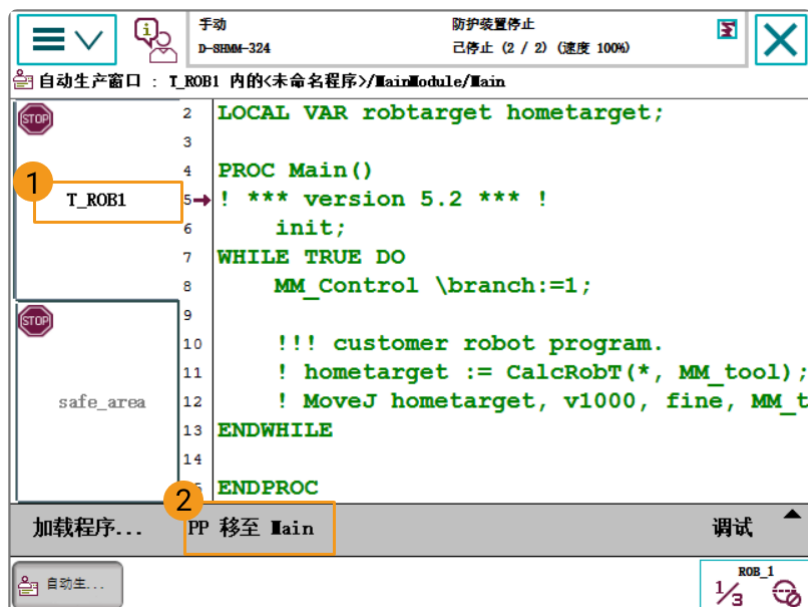 手动
D-SHMM-324
防护装置停止
已停止 (2 / 2) (速度 100%)
自动生产窗口 : T_ROB1 内的<未命名程序>/MainModule/Main
STOP
1
T_ROB1
STOP
safe_area
2 LOCAL VAR robtarget hometarget;
3
4 PROC Main()
5 ! *** version 5.2 *** !
6 init;
7 WHILE TRUE DO
8 MM_Control \branch:=1;
9
10 !!! customer robot program.
11 ! hometarget := CalcRobT(*, MM_tool);
12 ! MoveJ hometarget, v1000, fine, MM_t
13 ENDWHILE
14
ENDPROC
2
加载程序...
PP 移至 Main
调试
自动生...
ROB_1
1/3